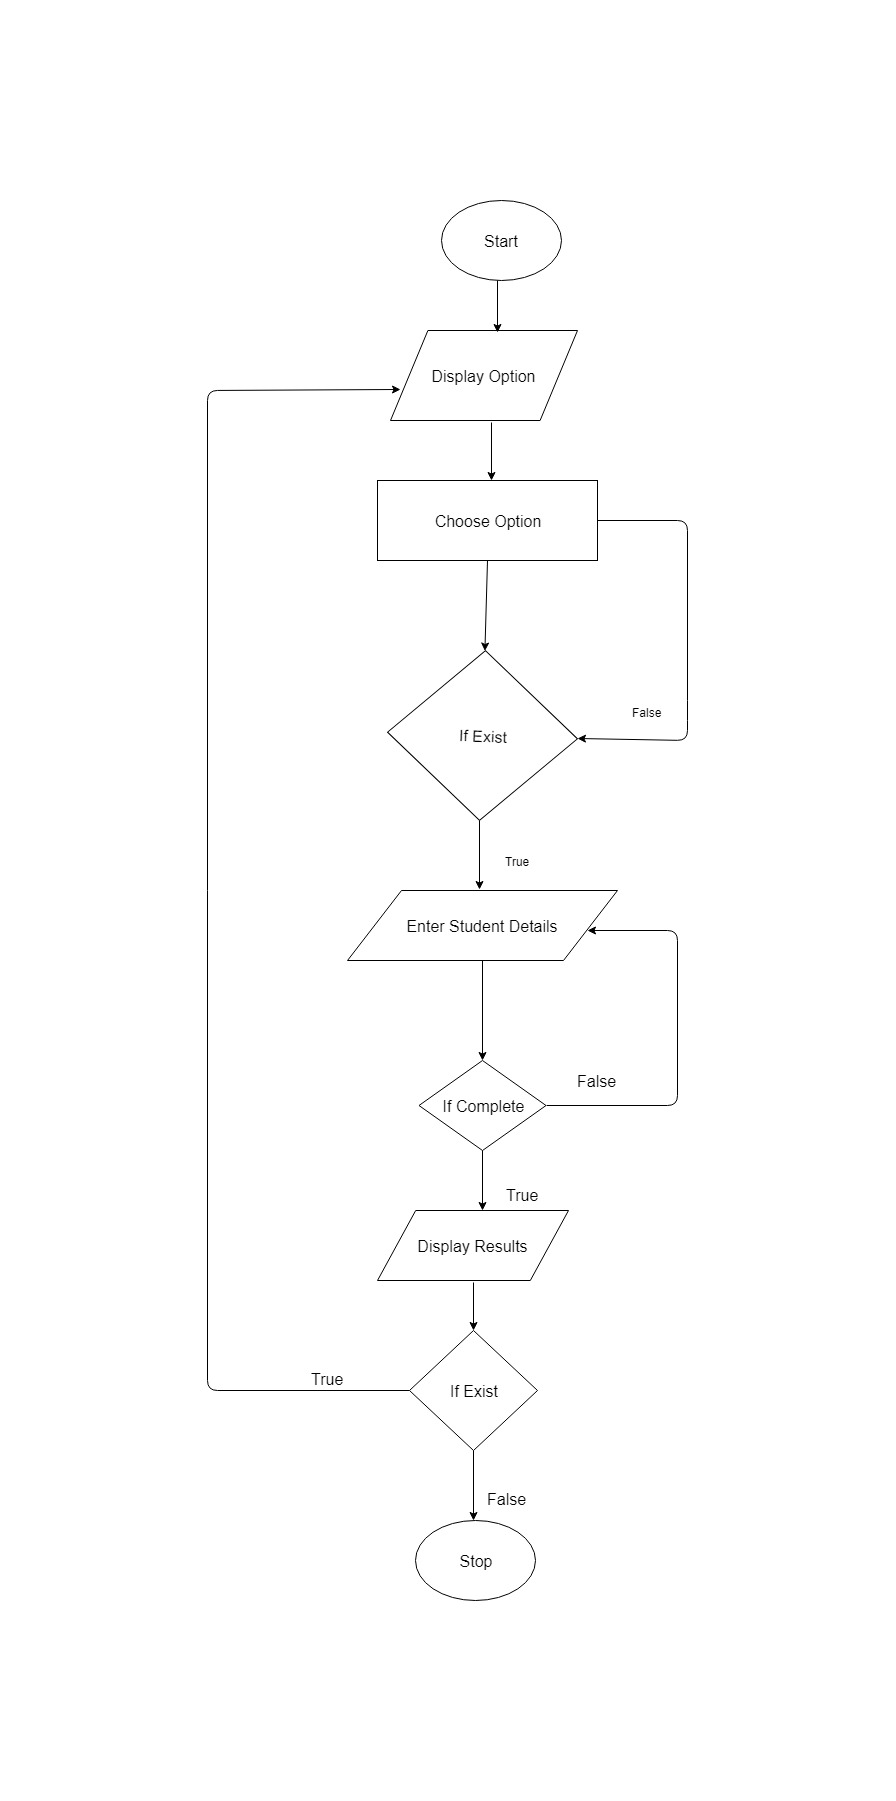 Start
Display Option
Choose Option
If Exist
False
True
Enter Student Details
If Complete
False
True
Display Results
If Exist
True
False
Stop